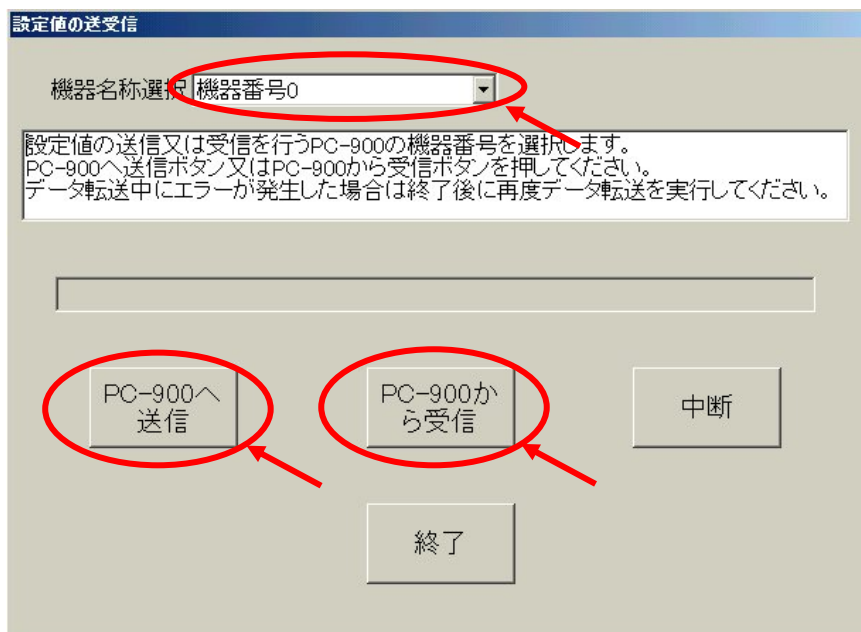 設定値の送受信
機器名称選択 機器番号0
設定値の送信又は受信を行うPC-900の機器番号を選択します。
PC-900へ送信ボタン又はPC-900から受信ボタンを押してください。
データ転送中にエラーが発生した場合は終了後に再度データ転送を実行してください。
PC-900へ
送信
PC-900か
ら受信
中断
終了